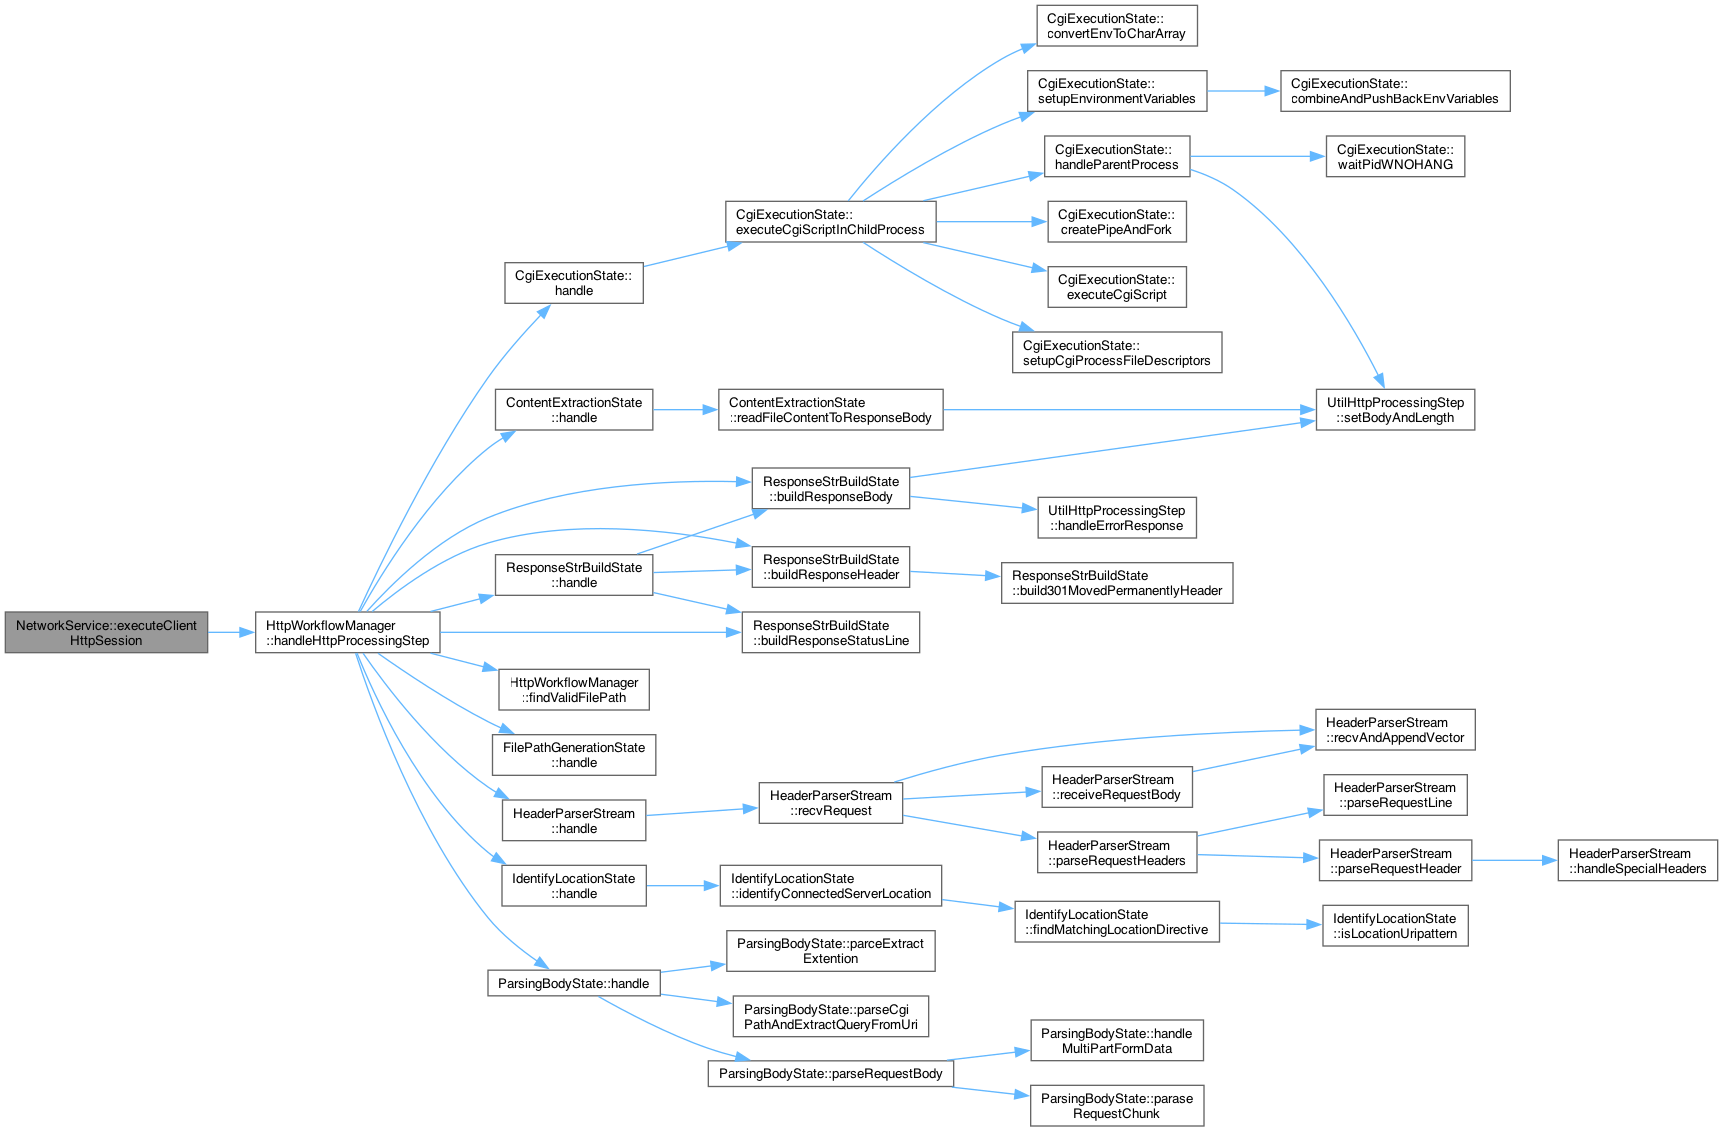 CgiExecutionState::
convertEnvToCharArray
CgiExecutionState::
setupEnvironmentVariables
CgiExecutionState::
combineAndPushBackEnvVariables
CgiExecutionState::
handleParentProcess
CgiExecutionState::
waitPidWNOHANG
CgiExecutionState::
executeCgiScriptInChildProcess
CgiExecutionState::
createPipeAndFork
CgiExecutionState::
handle
CgiExecutionState::
executeCgiScript
CgiExecutionState::
setupCgiProcessFileDescriptors
ContentExtractionState
::handle
ContentExtractionState
::readFileContentToResponseBody
UtilHttpProcessingStep
::setBodyAndLength
ResponseStrBuildState
::buildResponseBody
UtilHttpProcessingStep
::handleErrorResponse
ResponseStrBuildState
::handle
ResponseStrBuildState
::buildResponseHeader
ResponseStrBuildState
::build301MovedPermanentlyHeader
NetworkService::executeClient
HttpSession
HttpWorkflowManager
::handleHttpProcessingStep
ResponseStrBuildState
::buildResponseStatusLine
HttpWorkflowManager
::findValidFilePath
FilePathGenerationState
::handle
HeaderParserStream
::recvAndAppendVector
HeaderParserStream
::handle
HeaderParserStream
::recvRequest
HeaderParserStream
::receiveRequestBody
HeaderParserStream
::parseRequestLine
HeaderParserStream
::parseRequestHeaders
HeaderParserStream
::parseRequestHeader
HeaderParserStream
::handleSpecialHeaders
IdentifyLocationState
::handle
IdentifyLocationState
::identifyConnectedServerLocation
IdentifyLocationState
::findMatchingLocationDirective
IdentifyLocationState
::isLocationUripattern
ParsingBodyState::handle
ParsingBodyState::parceExtract
Extention
ParsingBodyState::parseCgi
PathAndExtractQueryFromUri
ParsingBodyState::parseRequestBody
ParsingBodyState::handle
MultiPartFormData
ParsingBodyState::parase
RequestChunk